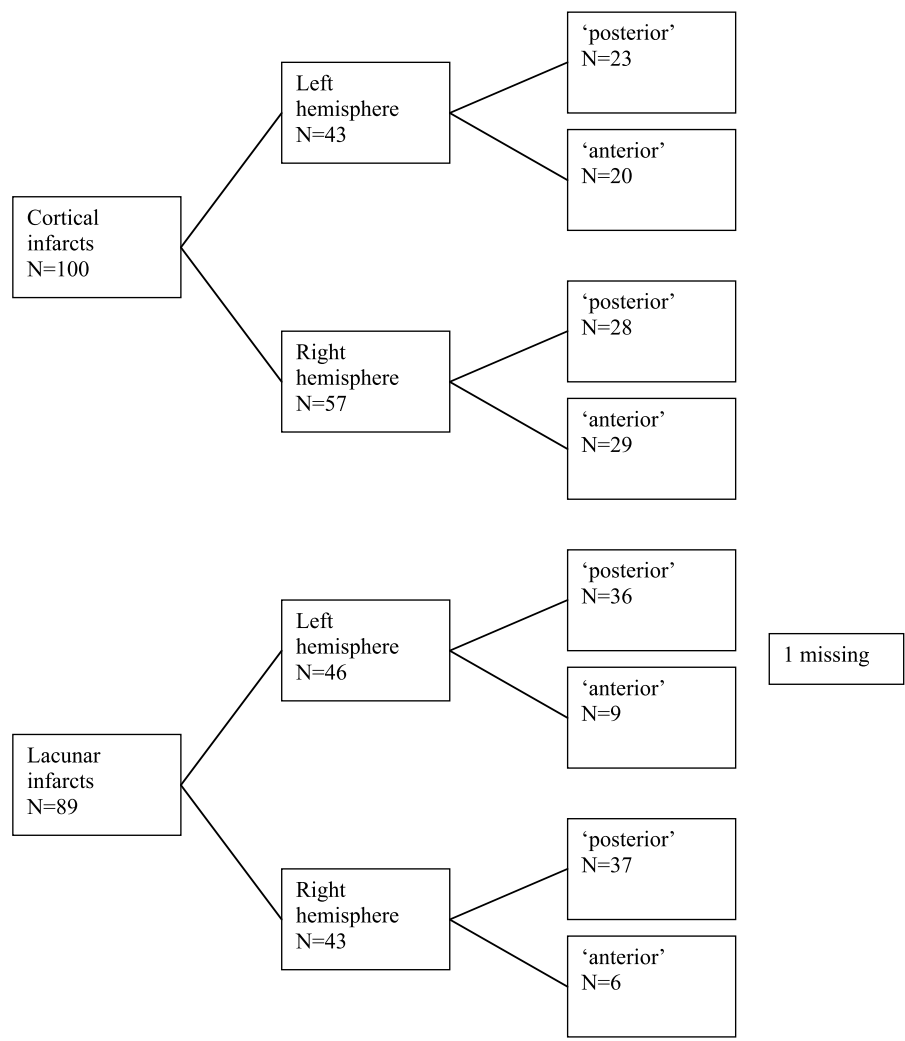 ‘posterior’
N=23
Left
hemisphere
N=43
‘anterior’
N=20
Cortical
infarcts
N=100
‘posterior’
N=28
Right
hemisphere
N=57
‘anterior’
N=29
‘posterior’
N=36
Left
hemisphere
N=46
1 missing
‘anterior’
N=9
Lacunar
infarcts
N=89
‘posterior’
N=37
Right
hemisphere
N=43
‘anterior’
N=6